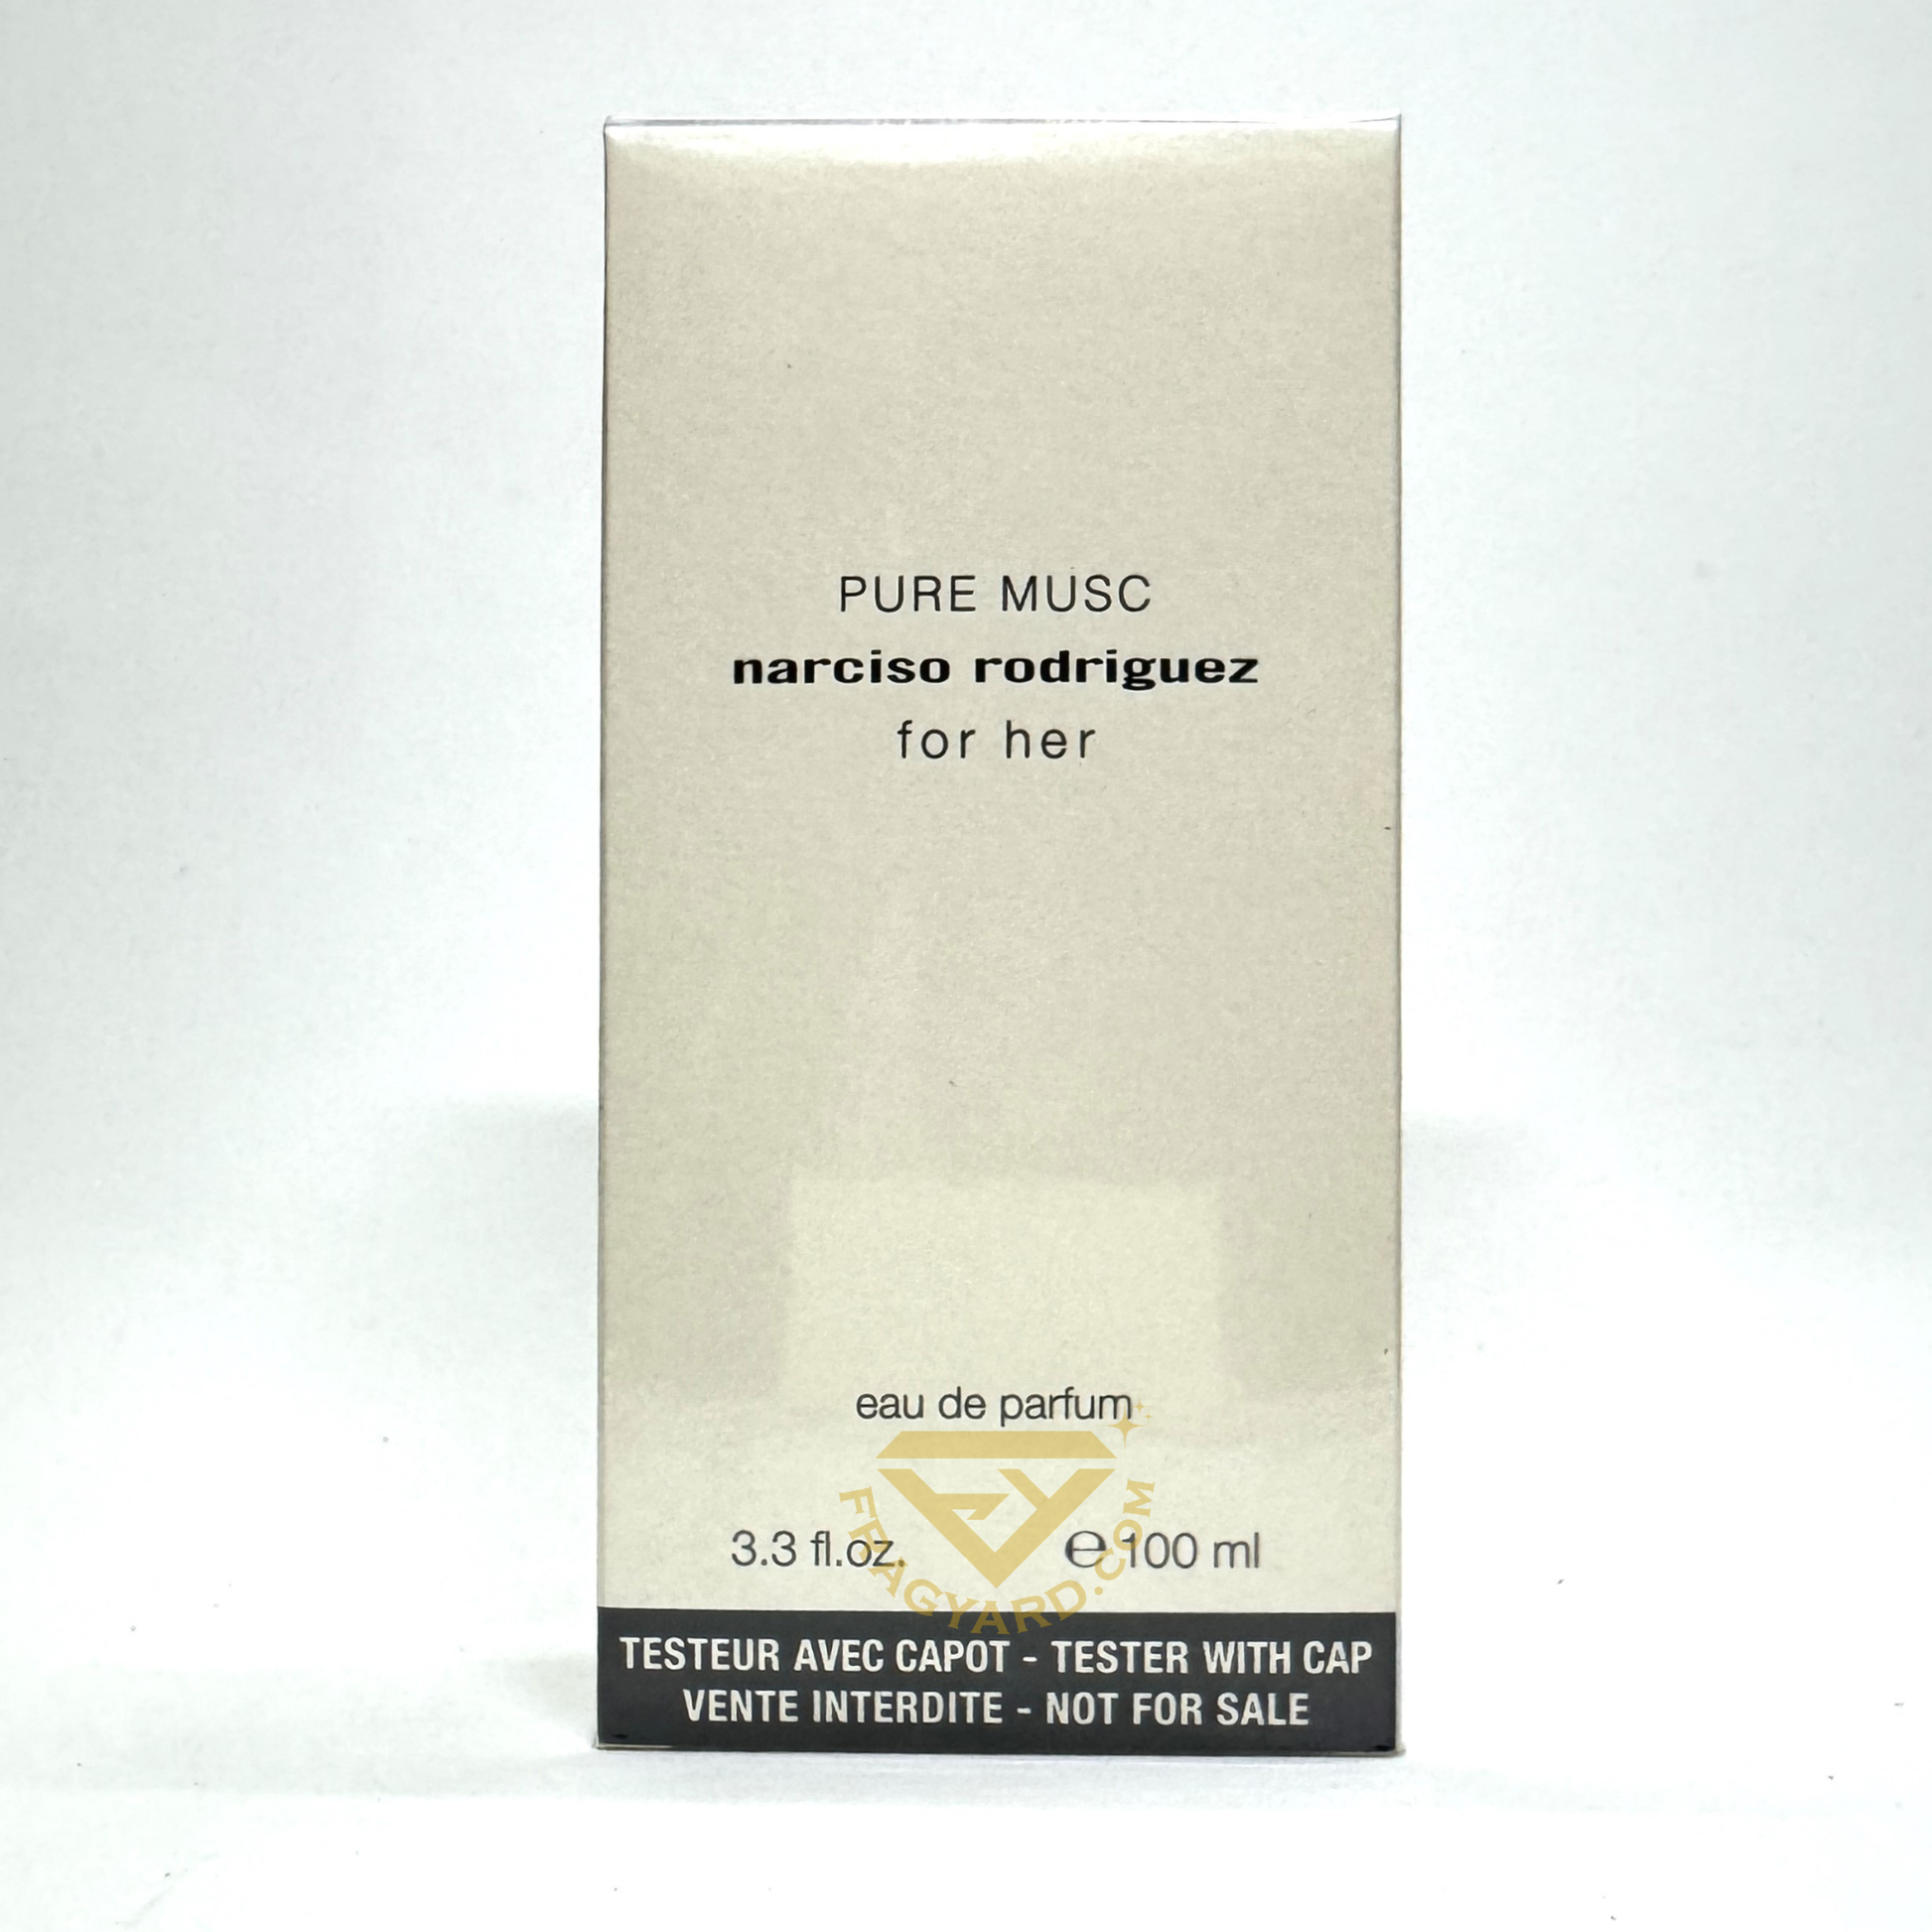 PURE MUSC
narciso rodriguez
for her
eau de parfum
3.3 fl.oz. ℮ 100 ml
FRAGYARD.COM
TESTEUR AVEC CAPOT - TESTER WITH CAP
VENTE INTERDITE - NOT FOR SALE